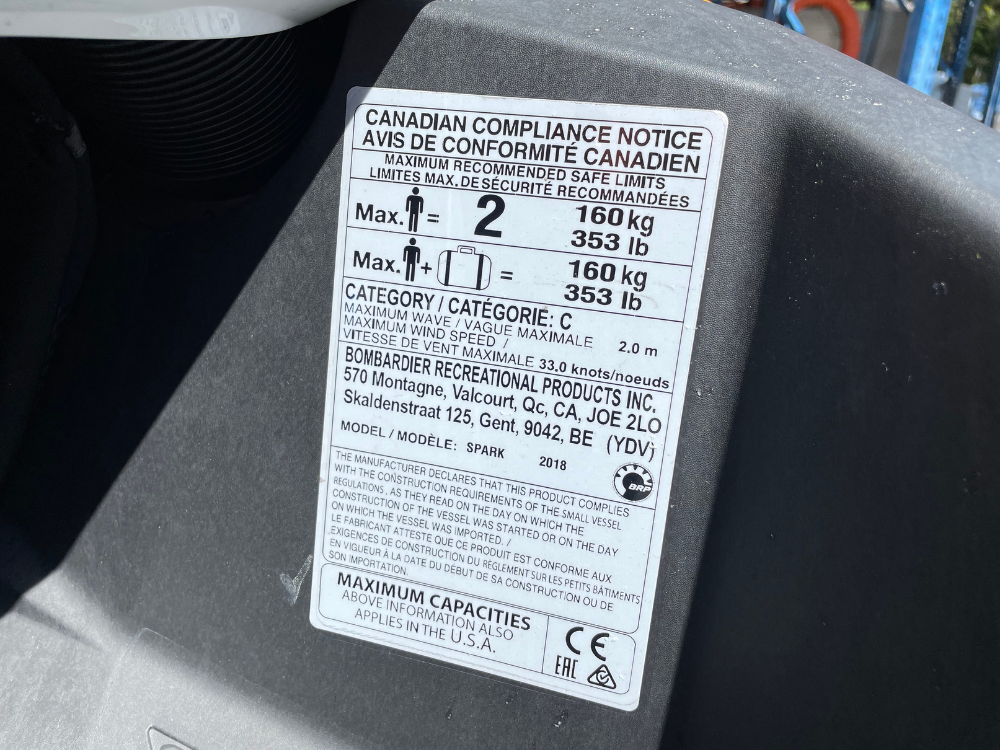 CANADIAN COMPLIANCE NOTICE
AVIS DE CONFORMITÉ CANADIEN
MAXIMUM RECOMMENDED SAFE LIMITS
LIMITES MAX. DE SÉCURITÉ RECOMMANDÉES
Max. = 2 160 kg
353 lb
Max. + = 160 kg
353 lb
CATEGORY / CATÉGORIE: C
MAXIMUM WAVE / VAGUE MAXIMALE 2.0 m
MAXIMUM WIND SPEED /
VITESSE DE VENT MAXIMALE 33.0 knots/noeuds
BOMBARDIER RECREATIONAL PRODUCTS INC.
570 Montagne, Valcourt, Qc, CA, JOE 2LO
Skaldenstraat 125, Gent, 9042, BE (YDV)
MODEL / MODÈLE: SPARK 2018
BRP
THE MANUFACTURER DECLARES THAT THIS PRODUCT COMPLIES
WITH THE CONSTRUCTION REQUIREMENTS OF THE SMALL VESSEL
REGULATIONS, AS THEY READ ON THE DAY ON WHICH THE
CONSTRUCTION OF THE VESSEL WAS STARTED OR ON THE DAY
ON WHICH THE VESSEL WAS IMPORTED. /
LE FABRICANT ATTESTE QUE CE PRODUIT EST CONFORME AUX
EXIGENCES DE CONSTRUCTION DU RÈGLEMENT SUR LES PETITS BÂTIMENTS
EN VIGUEUR À LA DATE DU DÉBUT DE SA CONSTRUCTION OU DE
SON IMPORTATION.
MAXIMUM CAPACITIES
ABOVE INFORMATION ALSO
APPLIES IN THE U.S.A.
CE
EAC